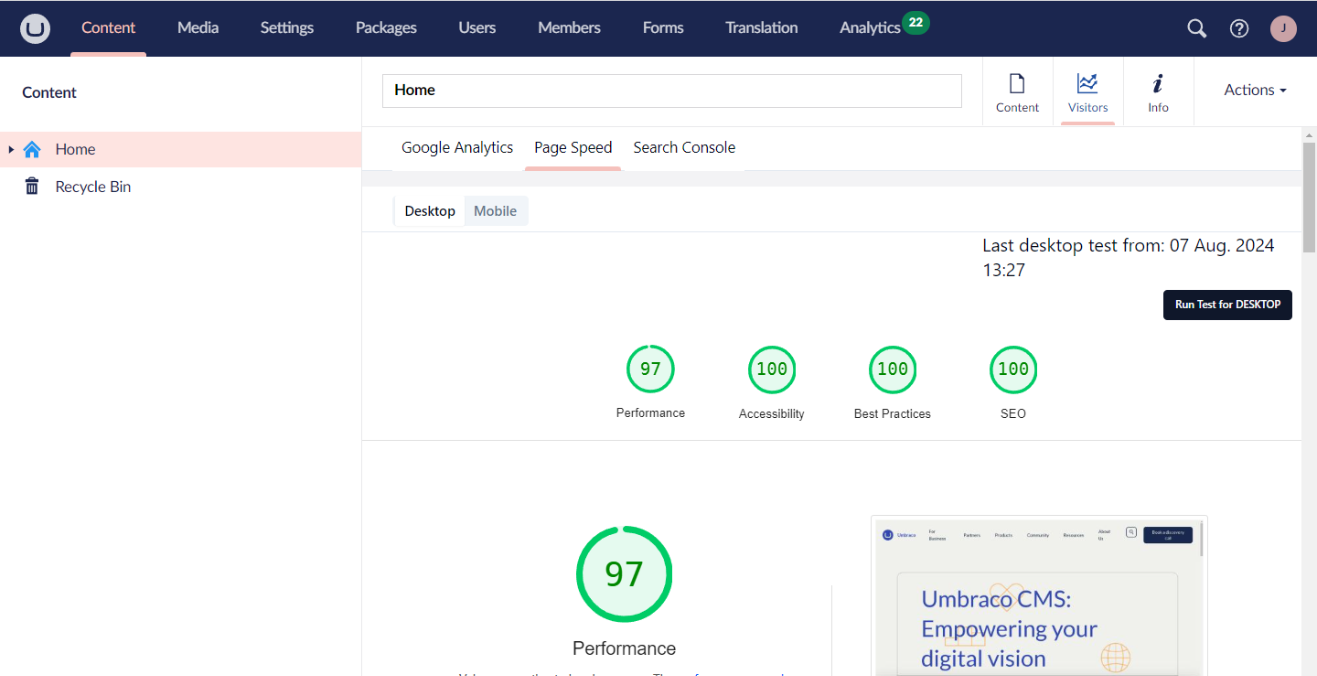 Content Media Settings Packages Users Members Forms Translation Analytics 22 J
Content
Home
Recycle Bin
Home
Content Visitors Info Actions
Google Analytics Page Speed Search Console
Desktop Mobile
Last desktop test from: 07 Aug. 2024
13:27
Run Test for DESKTOP
97 100 100 100
Performance Accessibility Best Practices SEO
97
Performance
Umbraco For Business Partners Products Community Resources About Us
Umbraco CMS:
Empowering your
digital vision